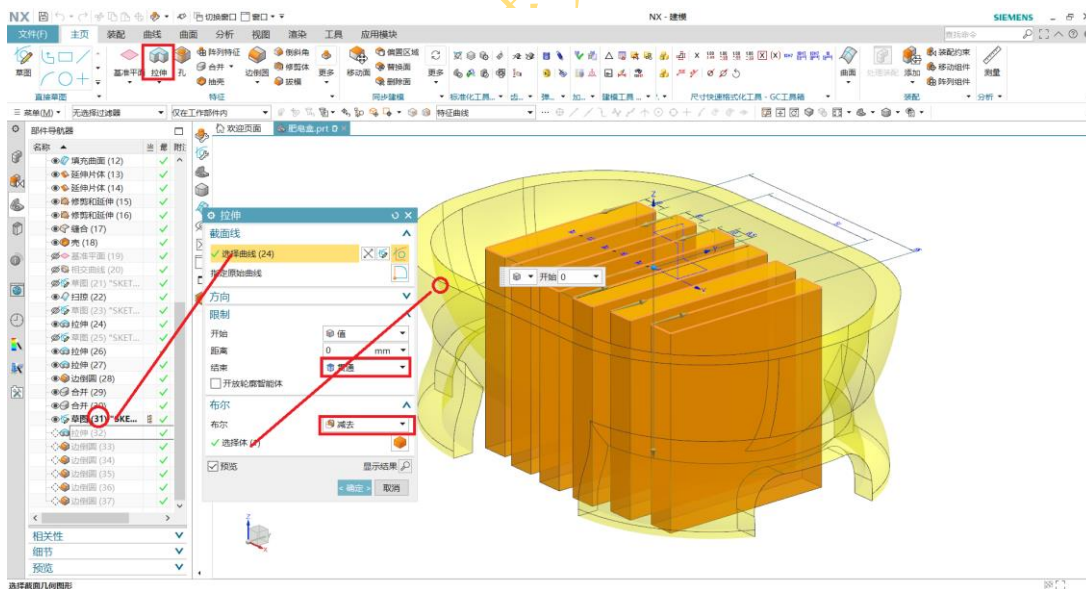 NX 切换窗口 窗口 NX - 建模 SIEMENS
文件(F) 主页 装配 曲线 曲面 分析 视图 渲染 工具 应用模块 查找命令
草图 基准平面 拉伸 孔 阵列特征 合并 抽壳 边倒圆 倒斜角 修剪体 拔模 更多 移动面 偏置区域 替换面 删除面 更多 曲面 添加 装配约束 移动组件 阵列组件 测量
直接草图 特征 同步建模 标准化工具... 弹... 加... 建模工具... 尺寸快速格式化工具 - GC工具箱 装配 分析
菜单(M) 无选择过滤器 仅在工作部件内 特征曲线
部件导航器 欢迎页面 肥皂盒.prt
名称 附注
填充曲面 (12)
延伸片体 (13)
延伸片体 (14)
修剪和延伸 (15)
修剪和延伸 (16)
缝合 (17)
壳 (18)
基准平面 (19)
相交曲线 (20)
草图 (21) "SKET...
扫掠 (22)
草图 (23) "SKET...
拉伸 (24)
草图 (25) "SKET...
拉伸 (26)
拉伸 (27)
边倒圆 (28)
合并 (29)
草图 (31) "SKE...
拉伸 (32)
边倒圆 (33)
边倒圆 (34)
边倒圆 (35)
边倒圆 (36)
边倒圆 (37)
相关性
细节
预览
拉伸
截面线
选择曲线 (24)
指定原始曲线
方向
限制
开始 值
距离 0 mm
结束 贯通
开放轮廓智能体
布尔
布尔 减去
选择体
预览 显示结果
< 确定 > 取消
开始 0
Z
Y
Z
X
选择截面几何图形